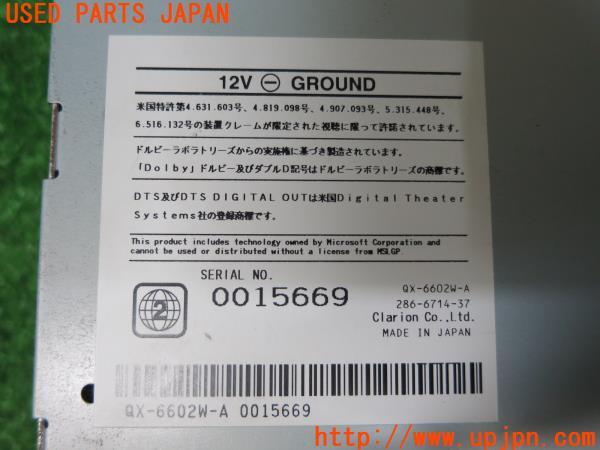 USED PARTS JAPAN
12V ⊖ GROUND
米国特許第4.631.603号、4.819.098号、4.907.093号、5.315.448号、
6.516.132号の装置クレームが限定された視聴に限って許諾されています。
ドルビーラボラトリーズからの実施権に基づき製造されています。
「Dolby」ドルビー及びダブルD記号はドルビーラボラトリーズの商標です。
DTS及びDTS DIGITAL OUTは米国Digital Theater
Systems社の登録商標です。
This product includes technology owned by Microsoft Corporation and
cannot be used or distributed without a license from MSLGP.
SERIAL NO.
0015669
2
QX-6602W-A
286-6714-37
Clarion Co.,Ltd.
MADE IN JAPAN
QX-6602W-A 0015669
http://www.upjpn.com